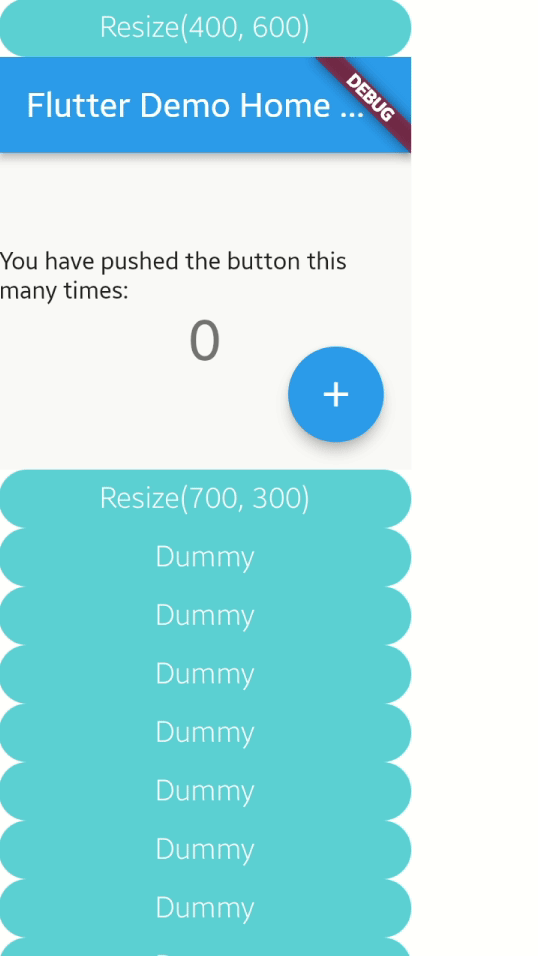 Resize(400, 600)
Flutter Demo Home ...
DEBUG
You have pushed the button this
many times:
0
+
Resize(700, 300)
Dummy
Dummy
Dummy
Dummy
Dummy
Dummy
Dummy